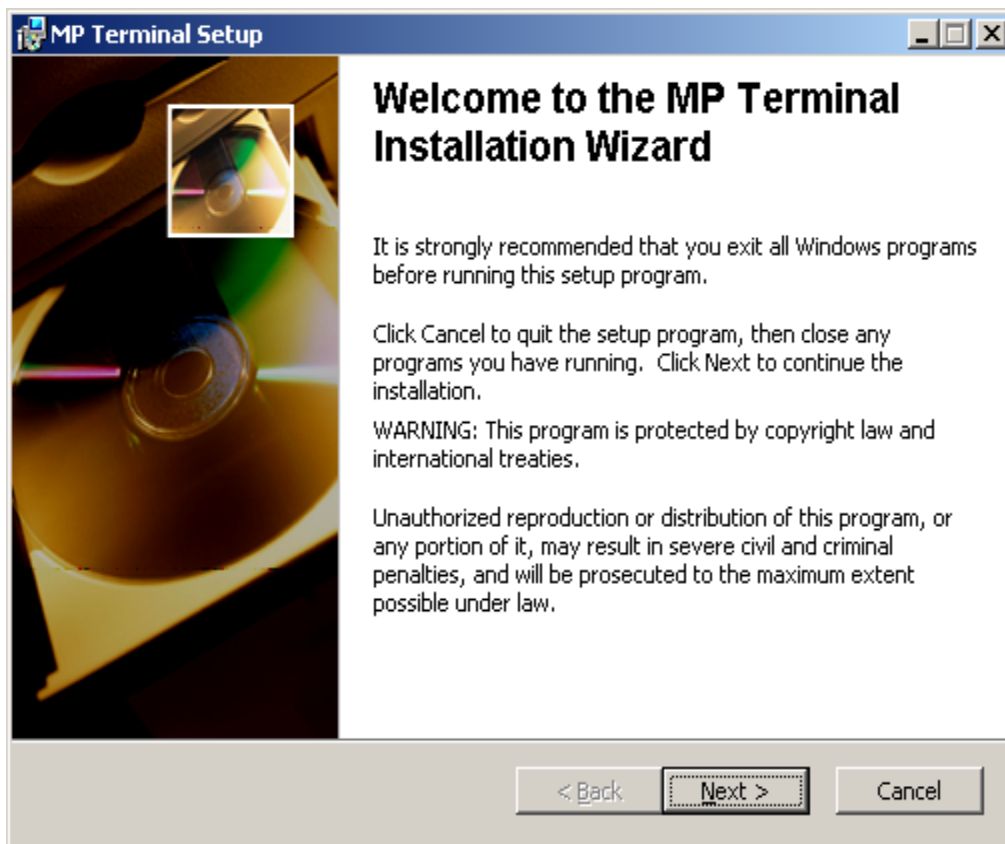 MP Terminal Setup
Welcome to the MP Terminal
Installation Wizard
It is strongly recommended that you exit all Windows programs
before running this setup program.
Click Cancel to quit the setup program, then close any
programs you have running.  Click Next to continue the
installation.
WARNING: This program is protected by copyright law and
international treaties.
Unauthorized reproduction or distribution of this program, or
any portion of it, may result in severe civil and criminal
penalties, and will be prosecuted to the maximum extent
possible under law.
< Back
Next >
Cancel